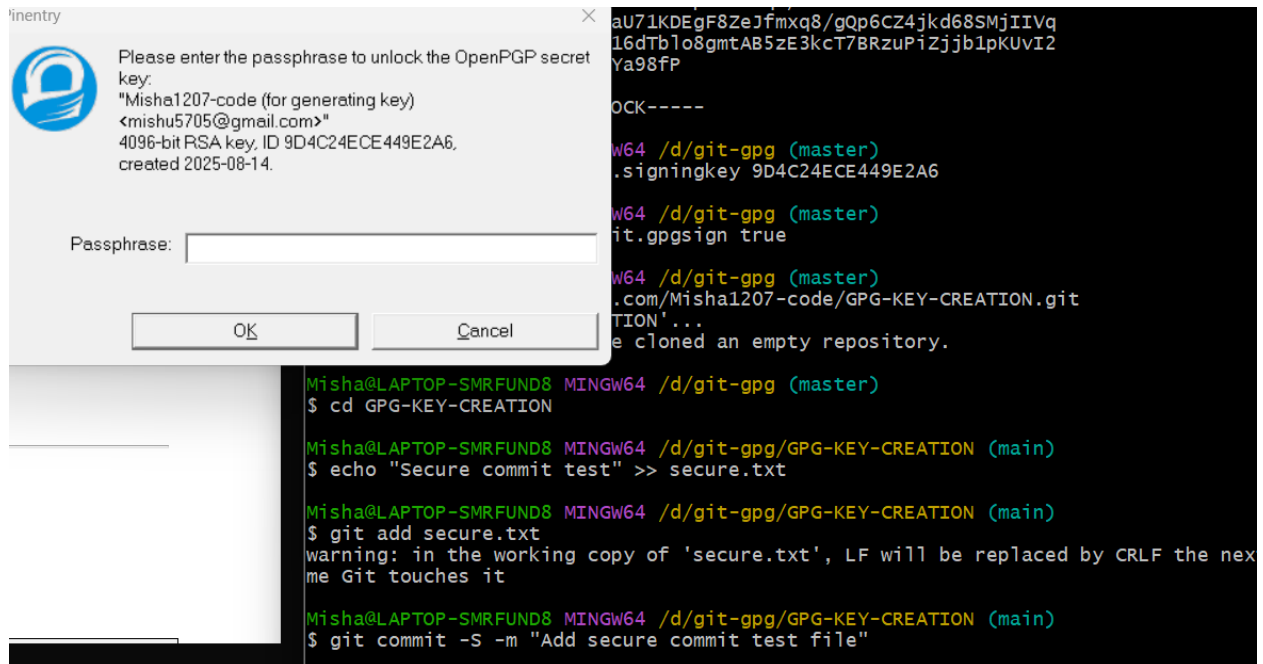 Pinentry
Please enter the passphrase to unlock the OpenPGP secret
key:
"Misha1207-code (for generating key)
<mishu5705@gmail.com>"
4096-bit RSA key, ID 9D4C24ECE449E2A6,
created 2025-08-14.
Passphrase:
OK
Cancel
aU71KDEgF8ZeJfmxq8/gQp6CZ4jkd68SMjIIVq
16dTblo8gmtAB5zE3kcT7BRzuPiZjjb1pKUvI2
Ya98fP
OCK-----
W64 /d/git-gpg (master)
.signingkey 9D4C24ECE449E2A6
W64 /d/git-gpg (master)
it.gpgsign true
W64 /d/git-gpg (master)
.com/Misha1207-code/GPG-KEY-CREATION.git
TION'...
e cloned an empty repository.
Misha@LAPTOP-SMRFUND8 MINGW64 /d/git-gpg (master)
$ cd GPG-KEY-CREATION
Misha@LAPTOP-SMRFUND8 MINGW64 /d/git-gpg/GPG-KEY-CREATION (main)
$ echo "Secure commit test" >> secure.txt
Misha@LAPTOP-SMRFUND8 MINGW64 /d/git-gpg/GPG-KEY-CREATION (main)
$ git add secure.txt
warning: in the working copy of 'secure.txt', LF will be replaced by CRLF the nex
me Git touches it
Misha@LAPTOP-SMRFUND8 MINGW64 /d/git-gpg/GPG-KEY-CREATION (main)
$ git commit -S -m "Add secure commit test file"